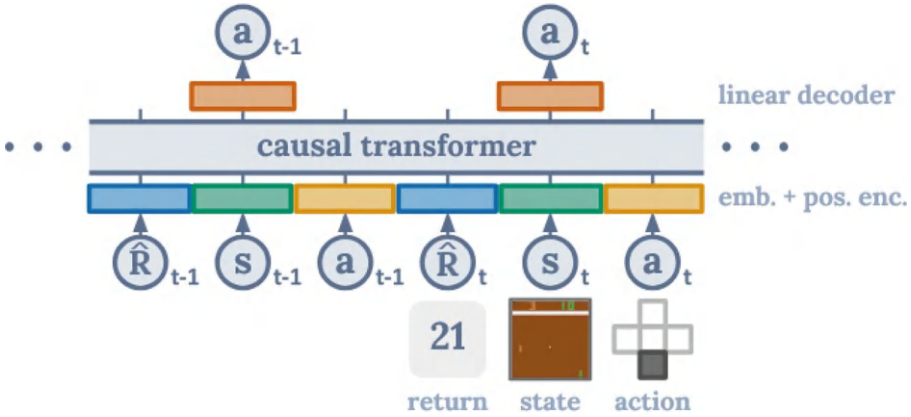 a t-1 a t
linear decoder
causal transformer
emb. + pos. enc.
R̂ t-1 s t-1 a t-1 R̂ t s t a t
21
return state action